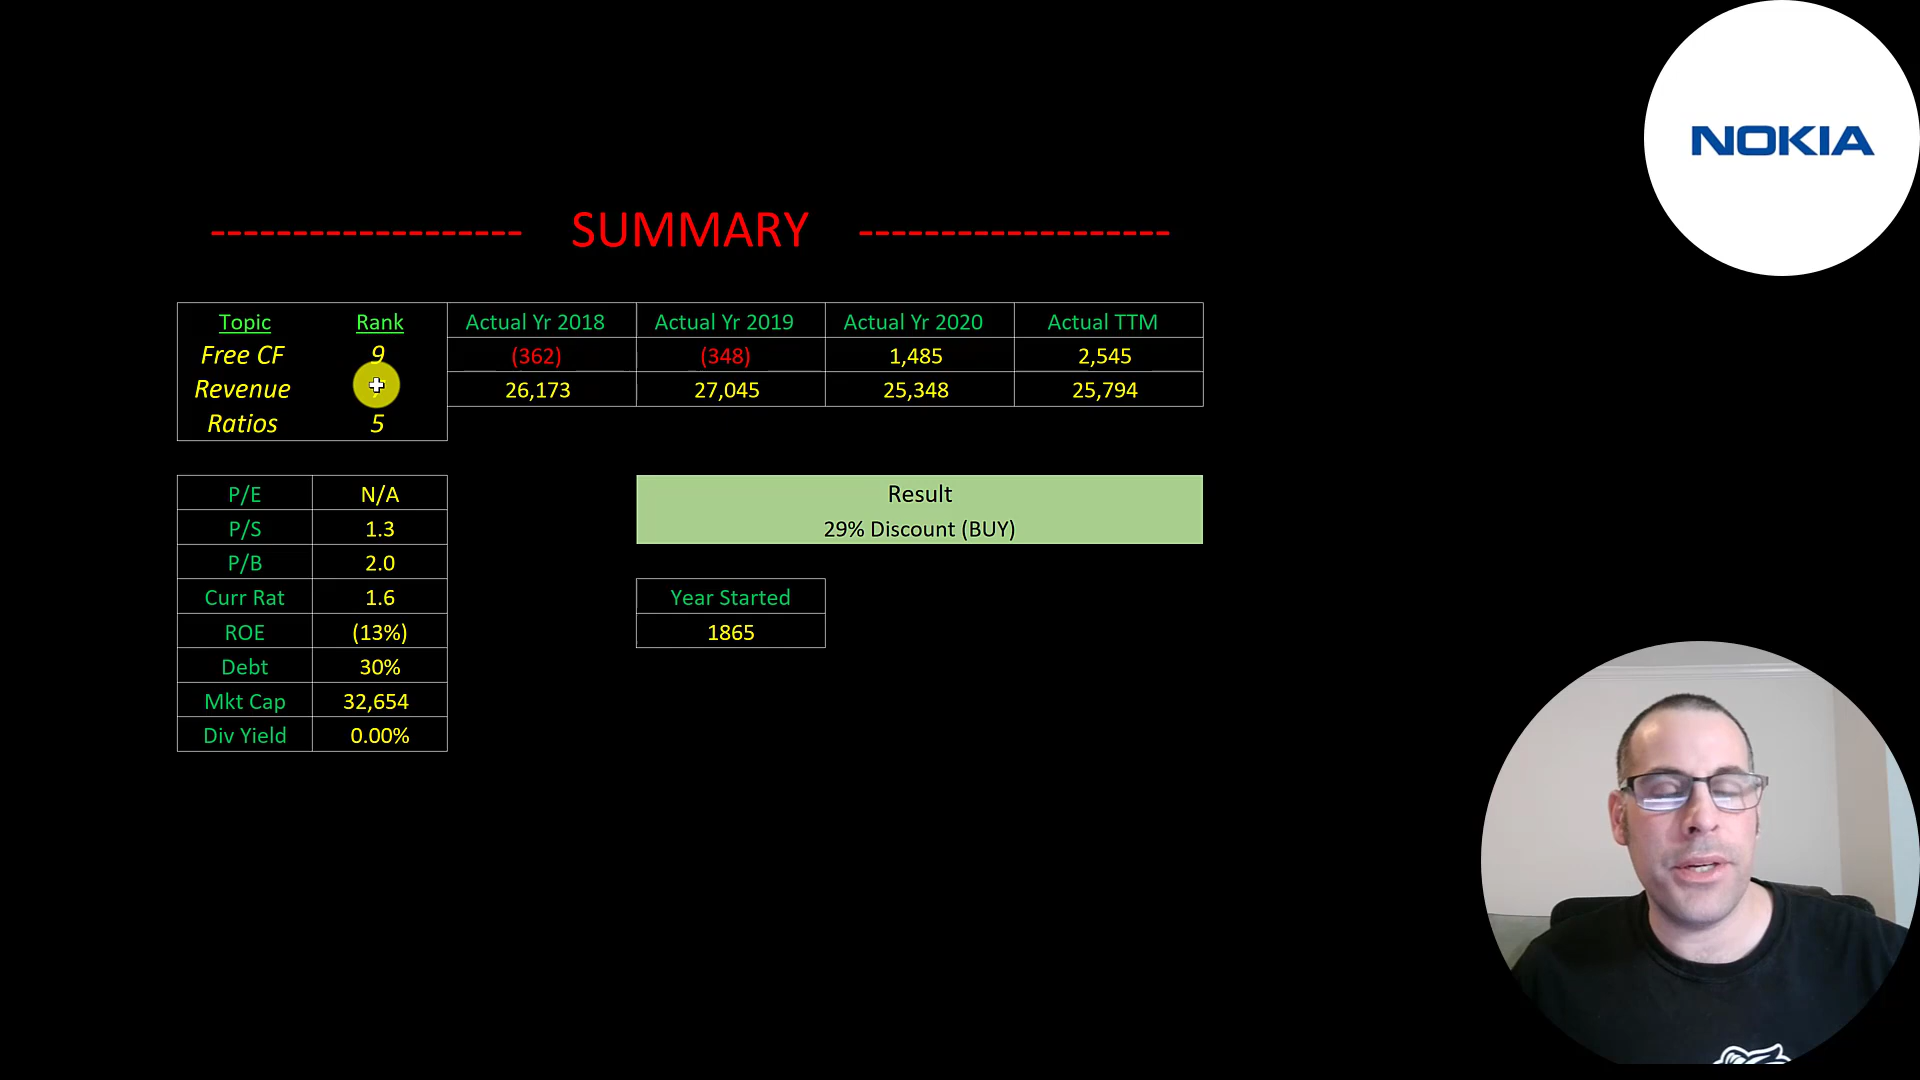 NOKIA
------------------- SUMMARY -------------------
Topic Rank Actual Yr 2018 Actual Yr 2019 Actual Yr 2020 Actual TTM
Free CF 9 (362) (348) 1,485 2,545
Revenue 26,173 27,045 25,348 25,794
Ratios 5
P/E N/A
P/S 1.3
P/B 2.0
Curr Rat 1.6
ROE (13%)
Debt 30%
Mkt Cap 32,654
Div Yield 0.00%
Result
29% Discount (BUY)
Year Started
1865